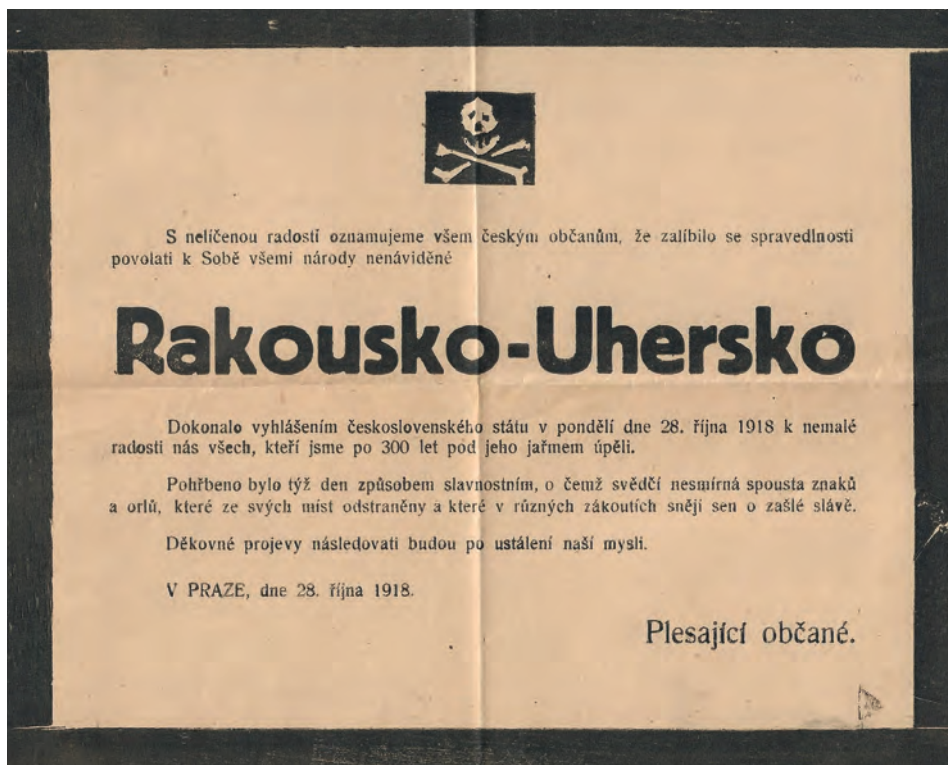 S nelíčenou radostí oznamujeme všem českým občanům, že zalíbilo se spravedlnosti
povolati k Sobě všemi národy nenáviděné
Rakousko-Uhersko
Dokonalo vyhlášením československého státu v pondělí dne 28. října 1918 k nemalé
radosti nás všech, kteří jsme po 300 let pod jeho jařmem úpěli.
Pohřbeno bylo týž den způsobem slavnostním, o čemž svědčí nesmírná spousta znaků
a orlů, které ze svých míst odstraněny a které v různých zákoutích snějí sen o zašlé slávě.
Děkovné projevy následovati budou po ustálení naší mysli.
V PRAZE, dne 28. října 1918.
Plesající občané.